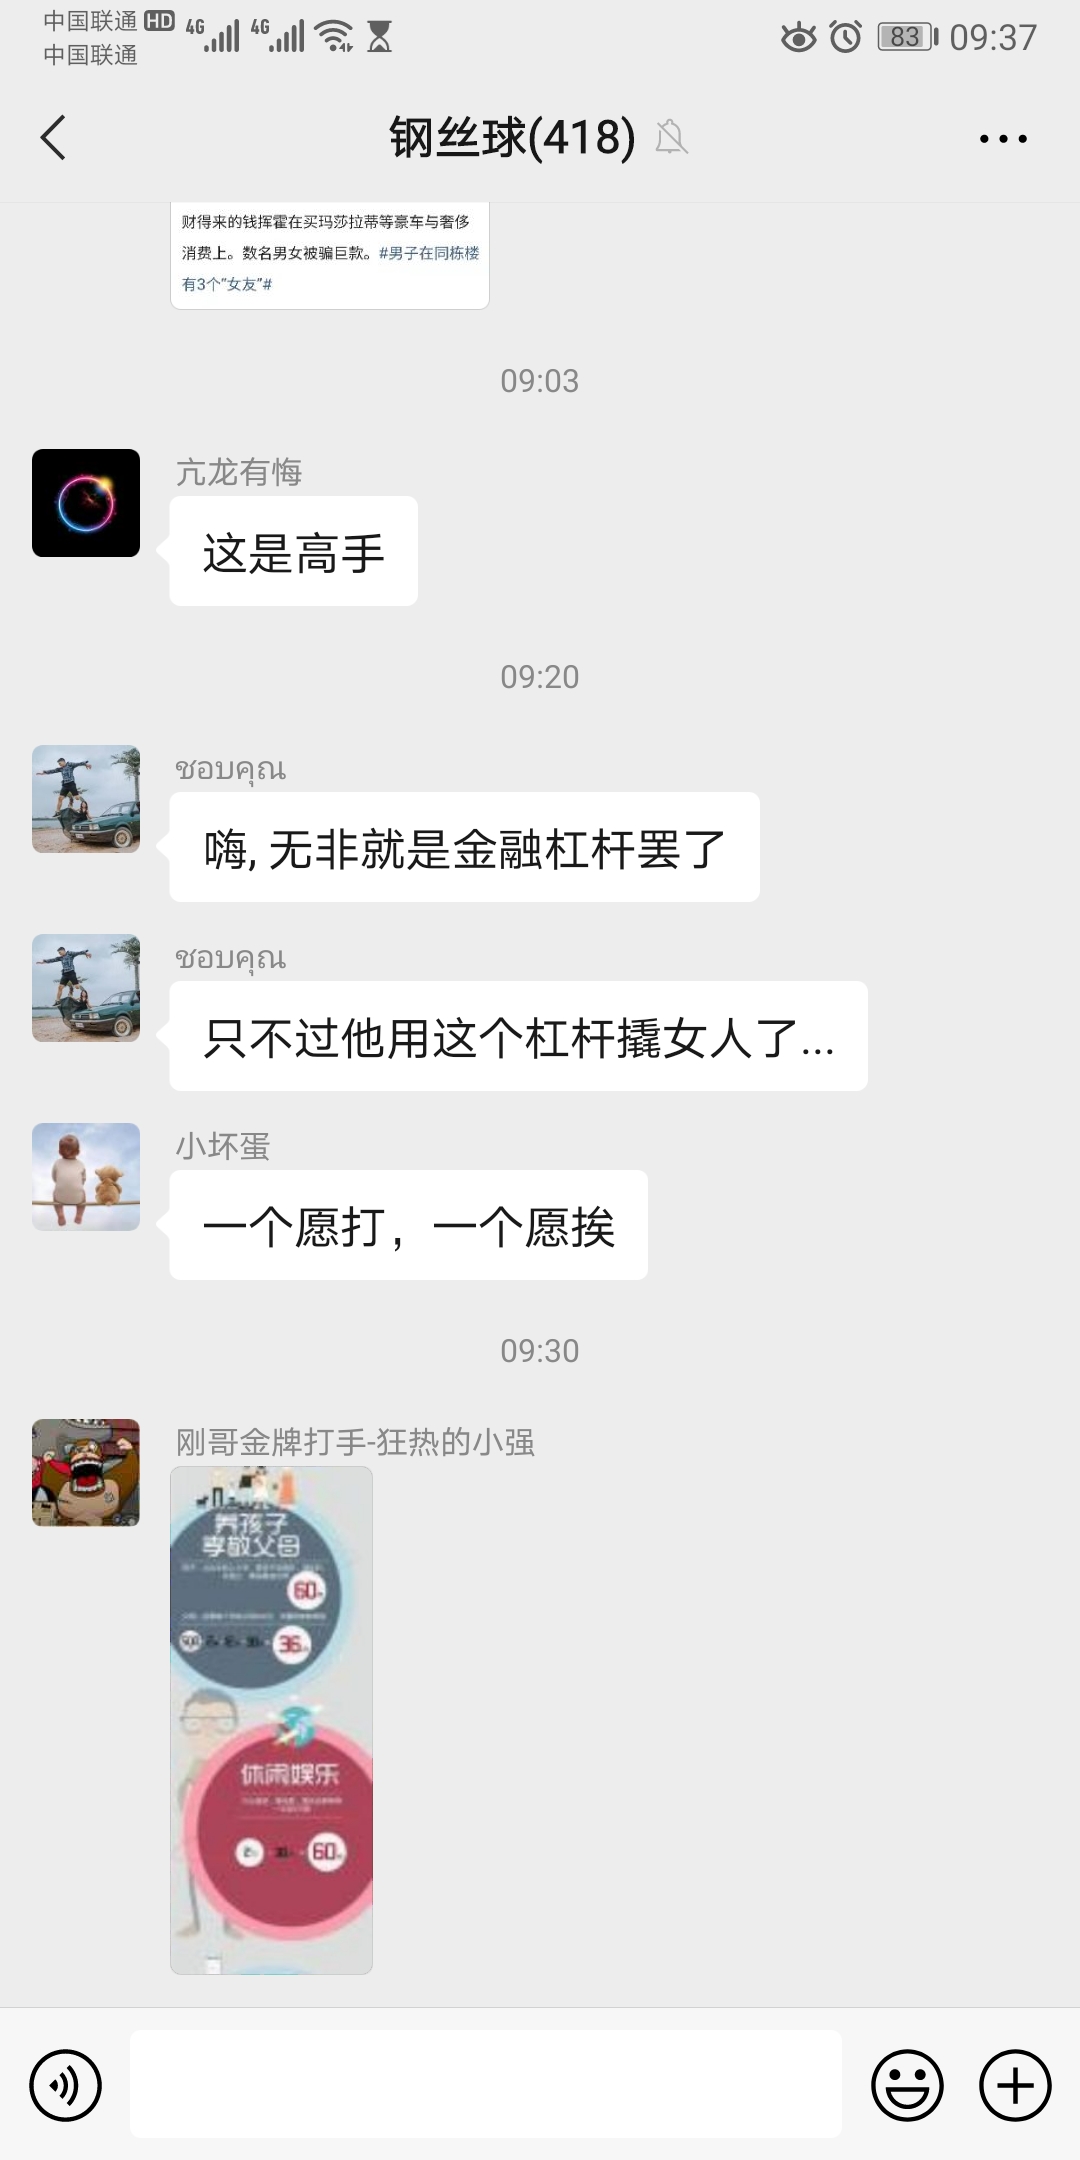 中国联通 HD 4G 4G 83 09:37
中国联通
钢丝球(418)
财得来的钱挥霍在买玛莎拉蒂等豪车与奢侈
消费上。数名男女被骗巨款。#男子在同栋楼
有3个"女友"#
09:03
亢龙有悔
这是高手
09:20
ชอบคุณ
嗨, 无非就是金融杠杆罢了
ชอบคุณ
只不过他用这个杠杆撬女人了...
小坏蛋
一个愿打，一个愿挨
09:30
刚哥金牌打手-狂热的小强
养孩子
孝敬父母
60
36
休闲娱乐
60